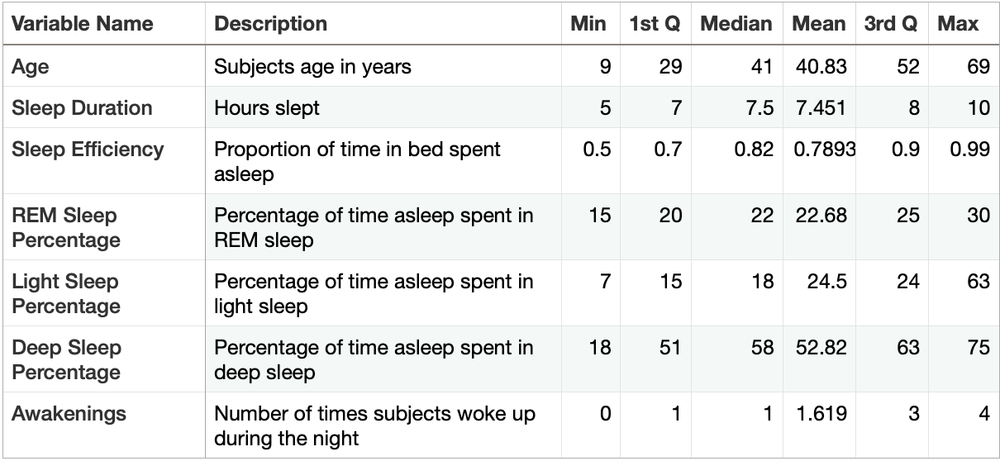 Variable Name Description Min 1st Q Median Mean 3rd Q Max
Age Subjects age in years 9 29 41 40.83 52 69
Sleep Duration Hours slept 5 7 7.5 7.451 8 10
Sleep Efficiency Proportion of time in bed spent 0.5 0.7 0.82 0.7893 0.9 0.99
asleep
REM Sleep Percentage of time asleep spent in 15 20 22 22.68 25 30
Percentage REM sleep
Light Sleep Percentage of time asleep spent in 7 15 18 24.5 24 63
Percentage light sleep
Deep Sleep Percentage of time asleep spent in 18 51 58 52.82 63 75
Percentage deep sleep
Awakenings Number of times subjects woke up 0 1 1 1.619 3 4
during the night